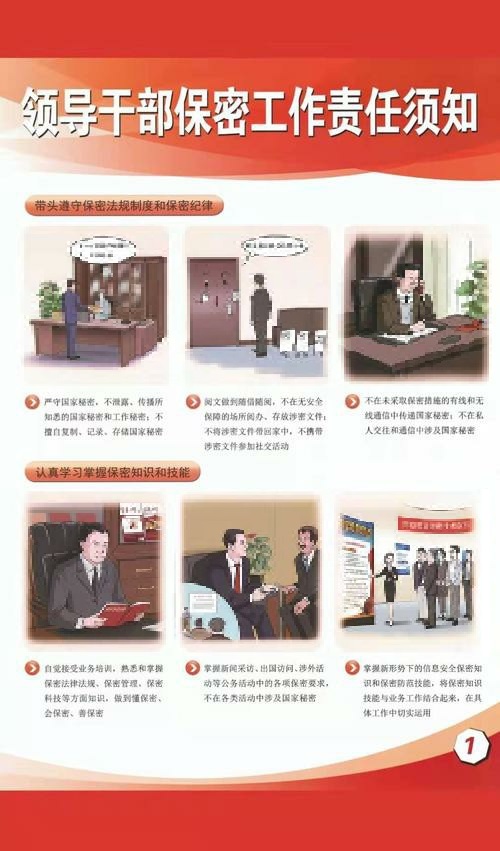 领导干部保密工作责任须知
带头遵守保密法规制度和保密纪律
严守国家秘密，不泄露、传播所
知悉的国家秘密和工作秘密；不
擅自复制、记录、存储国家秘密
阅文做到随借随阅，不在无安全
保障的场所阅办、存放涉密文件；
不将涉密文件带回家中，不携带
涉密文件参加社交活动
不在未采取保密措施的有线和无
线通信中传递国家秘密；不在私
人交往和通信中涉及国家秘密
认真学习掌握保密知识和技能
自觉接受业务培训，熟悉和掌握
保密法律法规、保密管理、保密
科技等方面知识，做到懂保密、
会保密、善保密
掌握新闻采访、出国访问、涉外活
动等公务活动中的各项保密要求，
不在各类活动中涉及国家秘密
掌握新形势下的信息安全保密知
识和保密防范技能，将保密知识
技能与业务工作结合起来，在具
体工作中切实运用
1